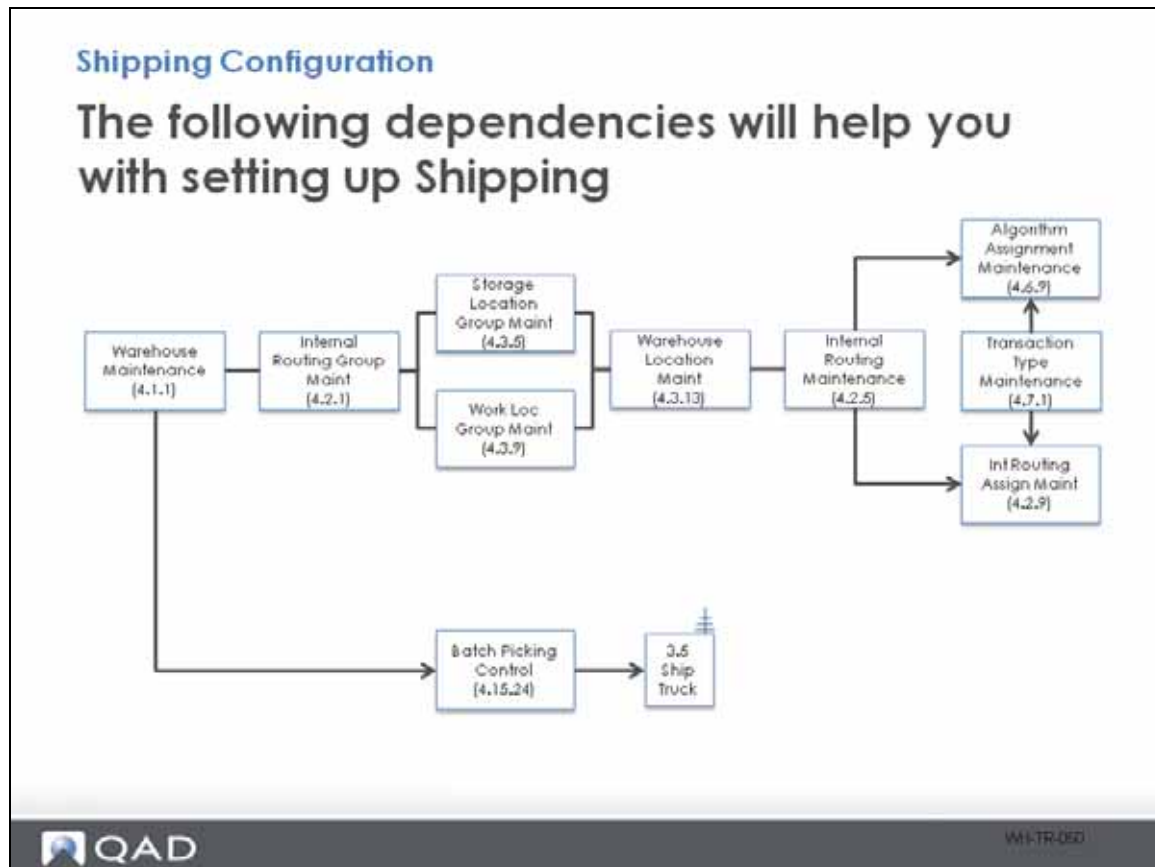 Shipping Configuration
The following dependencies will help you
with setting up Shipping
Algorithm
Assignment
Maintenance
(4.6.9)
Storage
Location
Group Maint
(4.3.5)
Warehouse
Maintenance
(4.1.1)
Internal
Routing Group
Maint
(4.2.1)
Warehouse
Location
Maint
(4.3.13)
Internal
Routing
Maintenance
(4.2.5)
Transaction
Type
Maintenance
(4.7.1)
Work Loc
Group Maint
(4.3.9)
Int Routing
Assign Maint
(4.2.9)
Batch Picking
Control
(4.15.24)
3.5
Ship
Truck
QAD